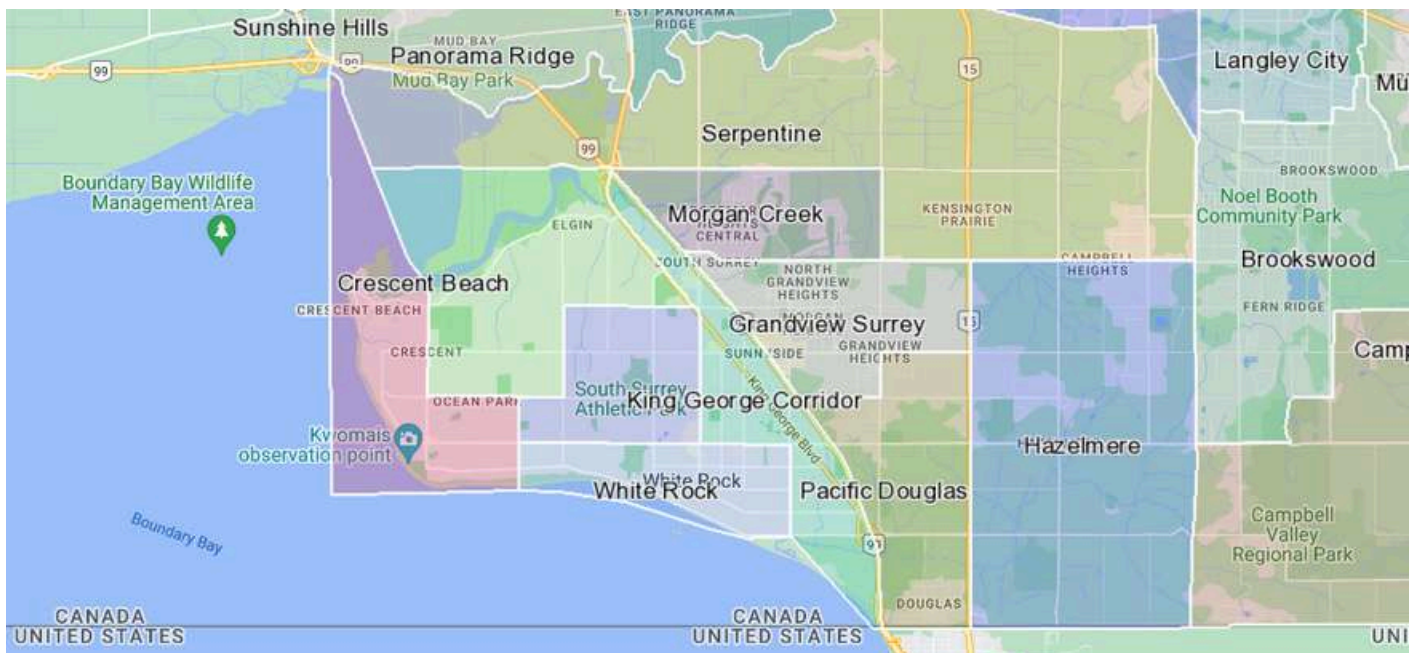 EAST PANORAMA
RIDGE
Sunshine Hills
MUD BAY
Panorama Ridge
Mud Bay Park
99
99
15
Langley City
Serpentine
99
BROOKSWOOD
Boundary Bay Wildlife
Management Area
Noel Booth
Community Park
Morgan Creek
CENTRAL
KENSINGTON
PRAIRIE
ELGIN
SOUTH SURREY
CAMPBELL
HEIGHTS
Brookswood
NORTH
GRANDVIEW
HEIGHTS
Crescent Beach
CRESCENT BEACH
FERN RIDGE
Grandview Surrey
15
CRESCENT
SUNNYSIDE
GRANDVIEW
HEIGHTS
Camp
South Surrey
Athletic Park
King George Corridor
King George Blvd
OCEAN PARK
Kwomais
observation point
Hazelmere
White Rock
White Rock
Pacific Douglas
Boundary Bay
99
Campbell
Valley
Regional Park
DOUGLAS
CANADA
UNITED STATES
CANADA
UNITED STATES
UNI